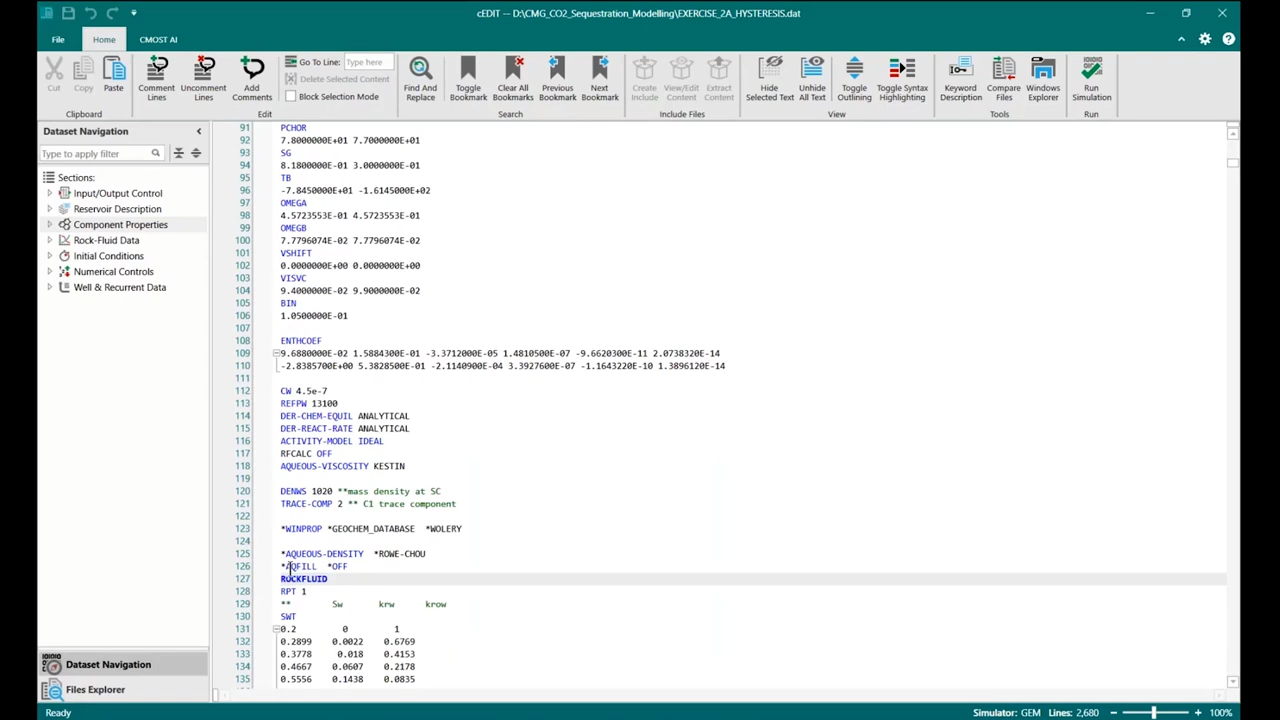 cEDIT -- D:\CMG_CO2_Sequestration_Modelling\EXERCISE_2A_HYSTERESIS.dat
File Home CMOST AI
Cut Copy Paste Comment Lines Uncomment Lines Add Comments
Go To Line: Type here
Delete Selected Content
Block Selection Mode
Find And Replace Toggle Bookmark Clear All Bookmarks Previous Bookmark Next Bookmark Create Include View/Edit Content Extract Content Hide Selected Text Unhide All Text Toggle Outlining Toggle Syntax Highlighting Keyword Description Compare Files Windows Explorer Run Simulation
Clipboard Edit Search Include Files View Tools Run
Dataset Navigation
Type to apply filter
Sections:
Input/Output Control
Reservoir Description
Component Properties
Rock-Fluid Data
Initial Conditions
Numerical Controls
Well & Recurrent Data
Dataset Navigation
Files Explorer
91 PCHOR
92 7.8000000E+01 7.7000000E+01
93 SG
94 8.1800000E-01 3.0000000E-01
95 TB
96 -7.8450000E+01 -1.6145000E+02
97 OMEGA
98 4.5723553E-01 4.5723553E-01
99 OMEGB
100 7.7796074E-02 7.7796074E-02
101 VSHIFT
102 0.0000000E+00 0.0000000E+00
103 VISVC
104 9.4000000E-02 9.9000000E-02
105 BIN
106 1.0500000E-01
107
108 ENTHCOEF
109 9.6880000E-02 1.5884300E-01 -3.3712000E-05 1.4810500E-07 -9.6620300E-11 2.0738320E-14
110 -2.8385700E+00 5.3828500E-01 -2.1140900E-04 3.3927600E-07 -1.1643220E-10 1.3896120E-14
111
112 CW 4.5e-7
113 REFPW 13100
114 DER-CHEM-EQUIL ANALYTICAL
115 DER-REACT-RATE ANALYTICAL
116 ACTIVITY-MODEL IDEAL
117 RFCALC OFF
118 AQUEOUS-VISCOSITY KESTIN
119
120 DENWS 1020 **mass density at SC
121 TRACE-COMP 2 ** C1 trace component
122
123 *WINPROP *GEOCHEM_DATABASE *WOLERY
124
125 *AQUEOUS-DENSITY *ROWE-CHOU
126 *AQFILL *OFF
127 ROCKFLUID
128 RPT 1
129 ** Sw krw krow
130 SWT
131 0.2 0 1
132 0.2899 0.0022 0.6769
133 0.3778 0.018 0.4153
134 0.4667 0.0607 0.2178
135 0.5556 0.1438 0.0835
Ready Simulator: GEM Lines: 2,680 100%